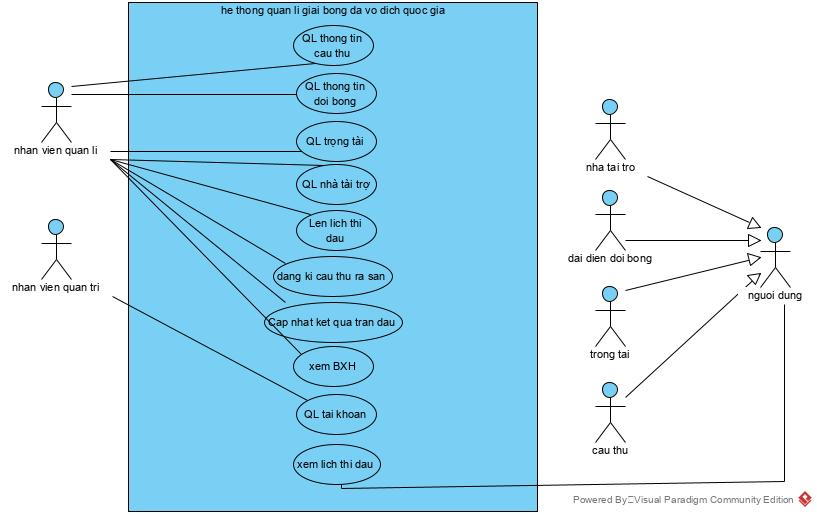 he thong quan li giai bong da vo dich quoc gia
QL thong tin
cau thu
QL thong tin
doi bong
QL trọng tài
QL nhà tài trợ
Len lich thi
dau
dang ki cau thu ra san
Cap nhat ket qua tran dau
xem BXH
QL tai khoan
xem lich thi dau
nhan vien quan li
nhan vien quan tri
nha tai tro
dai dien doi bong
trong tai
cau thu
nguoi dung
Powered By Visual Paradigm Community Edition